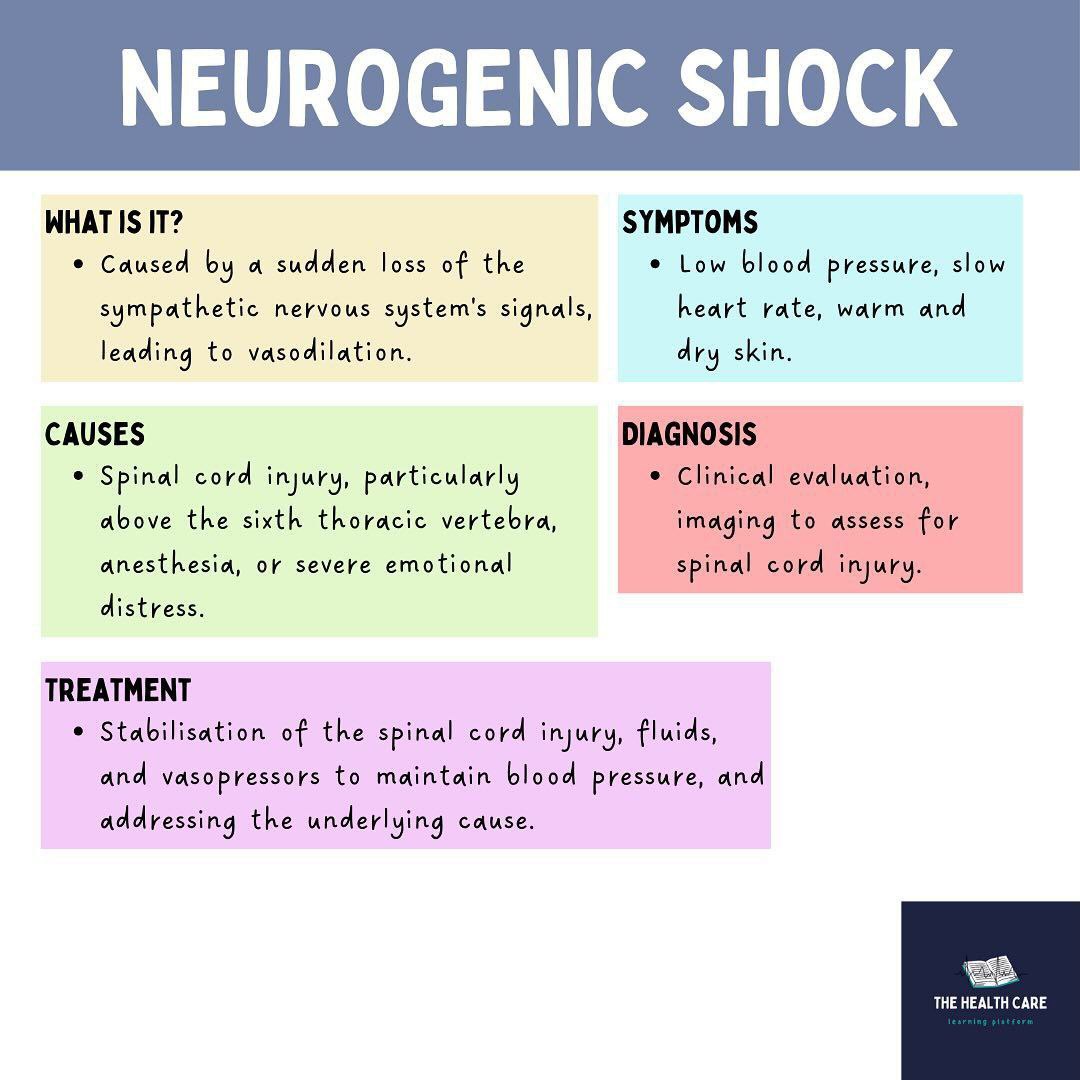 NEUROGENIC SHOCK
WHAT IS IT?
• Caused by a sudden loss of the
sympathetic nervous system's signals,
leading to vasodilation.
SYMPTOMS
• Low blood pressure, slow
heart rate, warm and
dry skin.
CAUSES
• Spinal cord injury, particularly
above the sixth thoracic vertebra,
anesthesia, or severe emotional
distress.
DIAGNOSIS
• Clinical evaluation,
imaging to assess for
spinal cord injury.
TREATMENT
• Stabilisation of the spinal cord injury, fluids,
and vasopressors to maintain blood pressure, and
addressing the underlying cause.
THE HEALTH CARE
learning platform